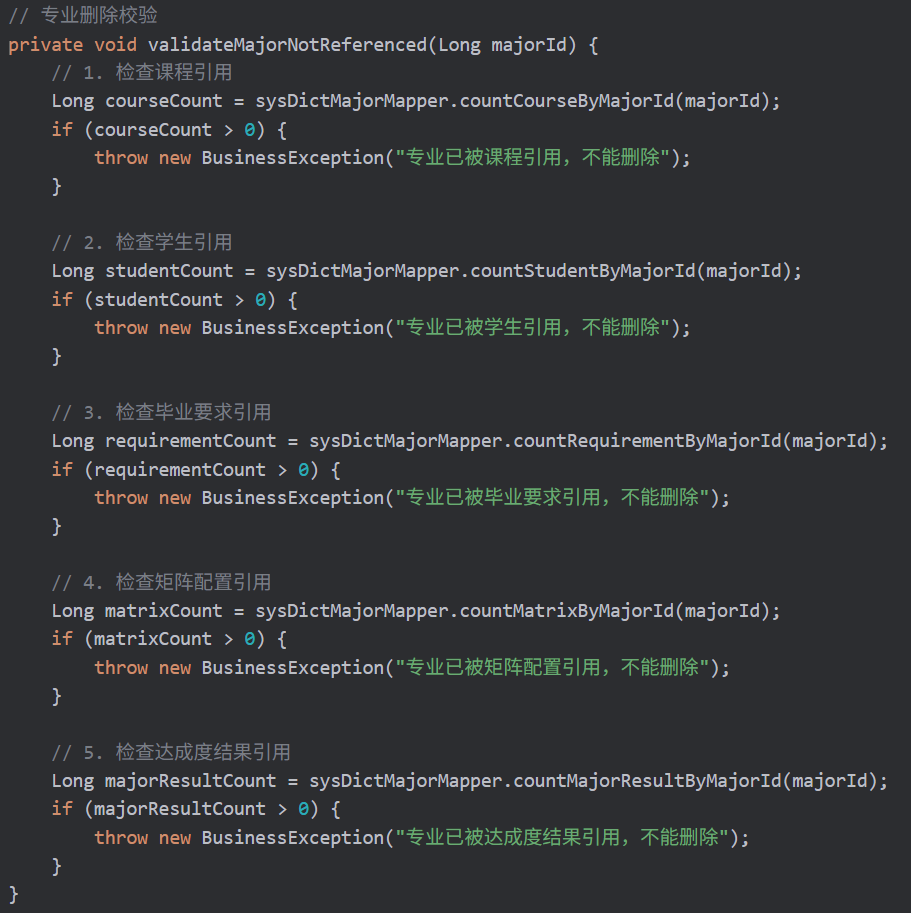 // 专业删除校验
private void validateMajorNotReferenced(Long majorId) {
    // 1. 检查课程引用
    Long courseCount = sysDictMajorMapper.countCourseByMajorId(majorId);
    if (courseCount > 0) {
        throw new BusinessException("专业已被课程引用，不能删除");
    }

    // 2. 检查学生引用
    Long studentCount = sysDictMajorMapper.countStudentByMajorId(majorId);
    if (studentCount > 0) {
        throw new BusinessException("专业已被学生引用，不能删除");
    }

    // 3. 检查毕业要求引用
    Long requirementCount = sysDictMajorMapper.countRequirementByMajorId(majorId);
    if (requirementCount > 0) {
        throw new BusinessException("专业已被毕业要求引用，不能删除");
    }

    // 4. 检查矩阵配置引用
    Long matrixCount = sysDictMajorMapper.countMatrixByMajorId(majorId);
    if (matrixCount > 0) {
        throw new BusinessException("专业已被矩阵配置引用，不能删除");
    }

    // 5. 检查达成度结果引用
    Long majorResultCount = sysDictMajorMapper.countMajorResultByMajorId(majorId);
    if (majorResultCount > 0) {
        throw new BusinessException("专业已被达成度结果引用，不能删除");
    }
}